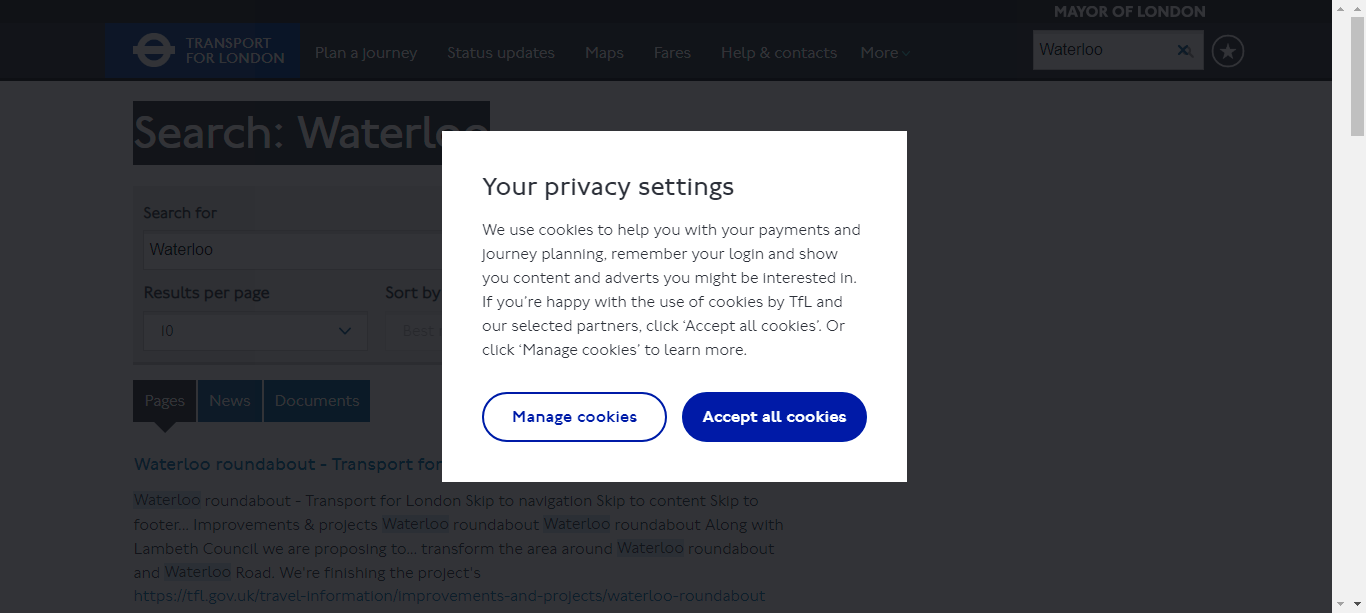 MAYOR OF LONDON
TRANSPORT
FOR LONDON
Plan a journey
Status updates
Maps
Fares
Help & contacts
More
Waterloo
Search: Waterloo
Search for
Waterloo
Results per page
Sort by
10
Best
Pages
News
Documents
Waterloo roundabout - Transport for
Waterloo roundabout - Transport for London Skip to navigation Skip to content Skip to
footer... Improvements & projects Waterloo roundabout Waterloo roundabout Along with
Lambeth Council we are proposing to... transform the area around Waterloo roundabout
and Waterloo Road. We're finishing the project's
https://tfl.gov.uk/travel-information/improvements-and-projects/waterloo-roundabout
Your privacy settings
We use cookies to help you with your payments and
journey planning, remember your login and show
you content and adverts you might be interested in.
If you’re happy with the use of cookies by TfL and
our selected partners, click ‘Accept all cookies’. Or
click ‘Manage cookies’ to learn more.
Manage cookies
Accept all cookies